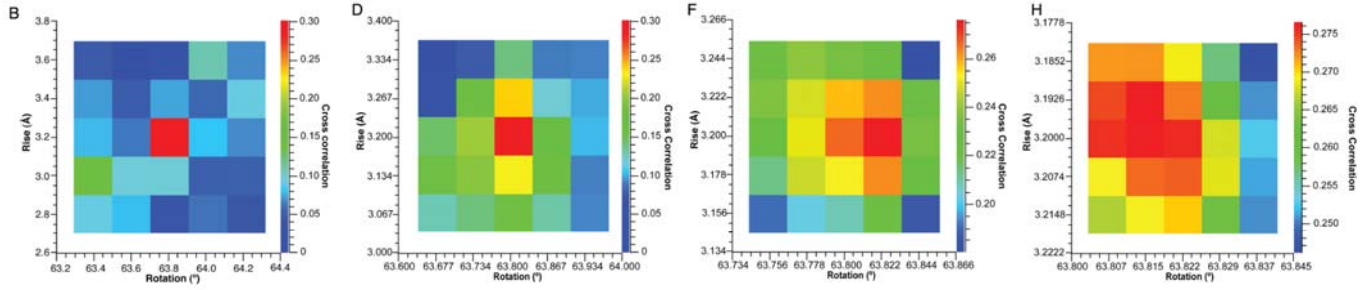 B
3.8
3.6
3.4
3.2
3.0
2.8
2.6
Rise (Å)
63.2 63.4 63.6 63.8 64.0 64.2 64.4
Rotation (º)
0.30
0.25
0.20
0.15
0.10
0.05
0
Cross Correlation
D
3.400
3.334
3.267
3.200
3.134
3.067
3.000
Rise (Å)
63.600 63.677 63.734 63.800 63.867 63.934 64.000
Rotation (º)
0.30
0.25
0.20
0.15
0.10
0.05
0
Cross Correlation
F
3.266
3.244
3.222
3.200
3.178
3.156
3.134
Rise (Å)
63.734 63.756 63.778 63.800 63.822 63.844 63.866
Rotation (º)
0.26
0.24
0.22
0.20
Cross Correlation
H
3.1778
3.1852
3.1926
3.2000
3.2074
3.2148
3.2222
Rise (Å)
63.800 63.807 63.815 63.822 63.829 63.837 63.845
Rotation (º)
0.275
0.270
0.265
0.260
0.255
0.250
Cross Correlation